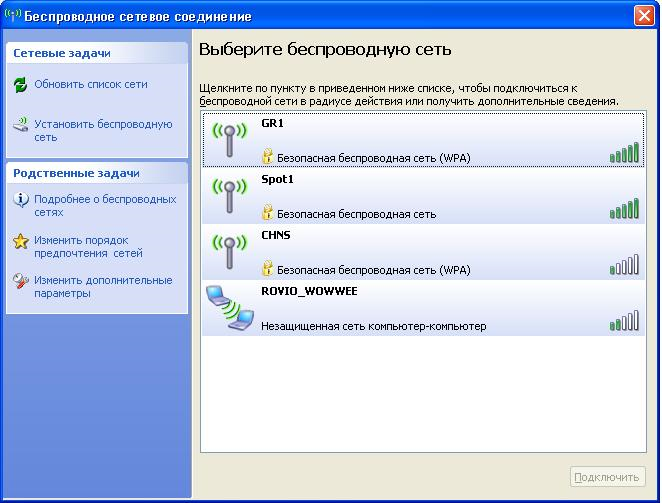 Беспроводное сетевое соединение
Сетевые задачи
Обновить список сети
Установить беспроводную
сеть
Родственные задачи
Подробнее о беспроводных
сетях
Изменить порядок
предпочтения сетей
Изменить дополнительные
параметры
Выберите беспроводную сеть
Щелкните по пункту в приведенном ниже списке, чтобы подключиться к
беспроводной сети в радиусе действия или получить дополнительные сведения.
GR1
Безопасная беспроводная сеть (WPA)
Spot1
Безопасная беспроводная сеть
CHNS
Безопасная беспроводная сеть (WPA)
ROVIO_WOWWEE
Незащищенная сеть компьютер-компьютер
Подключить